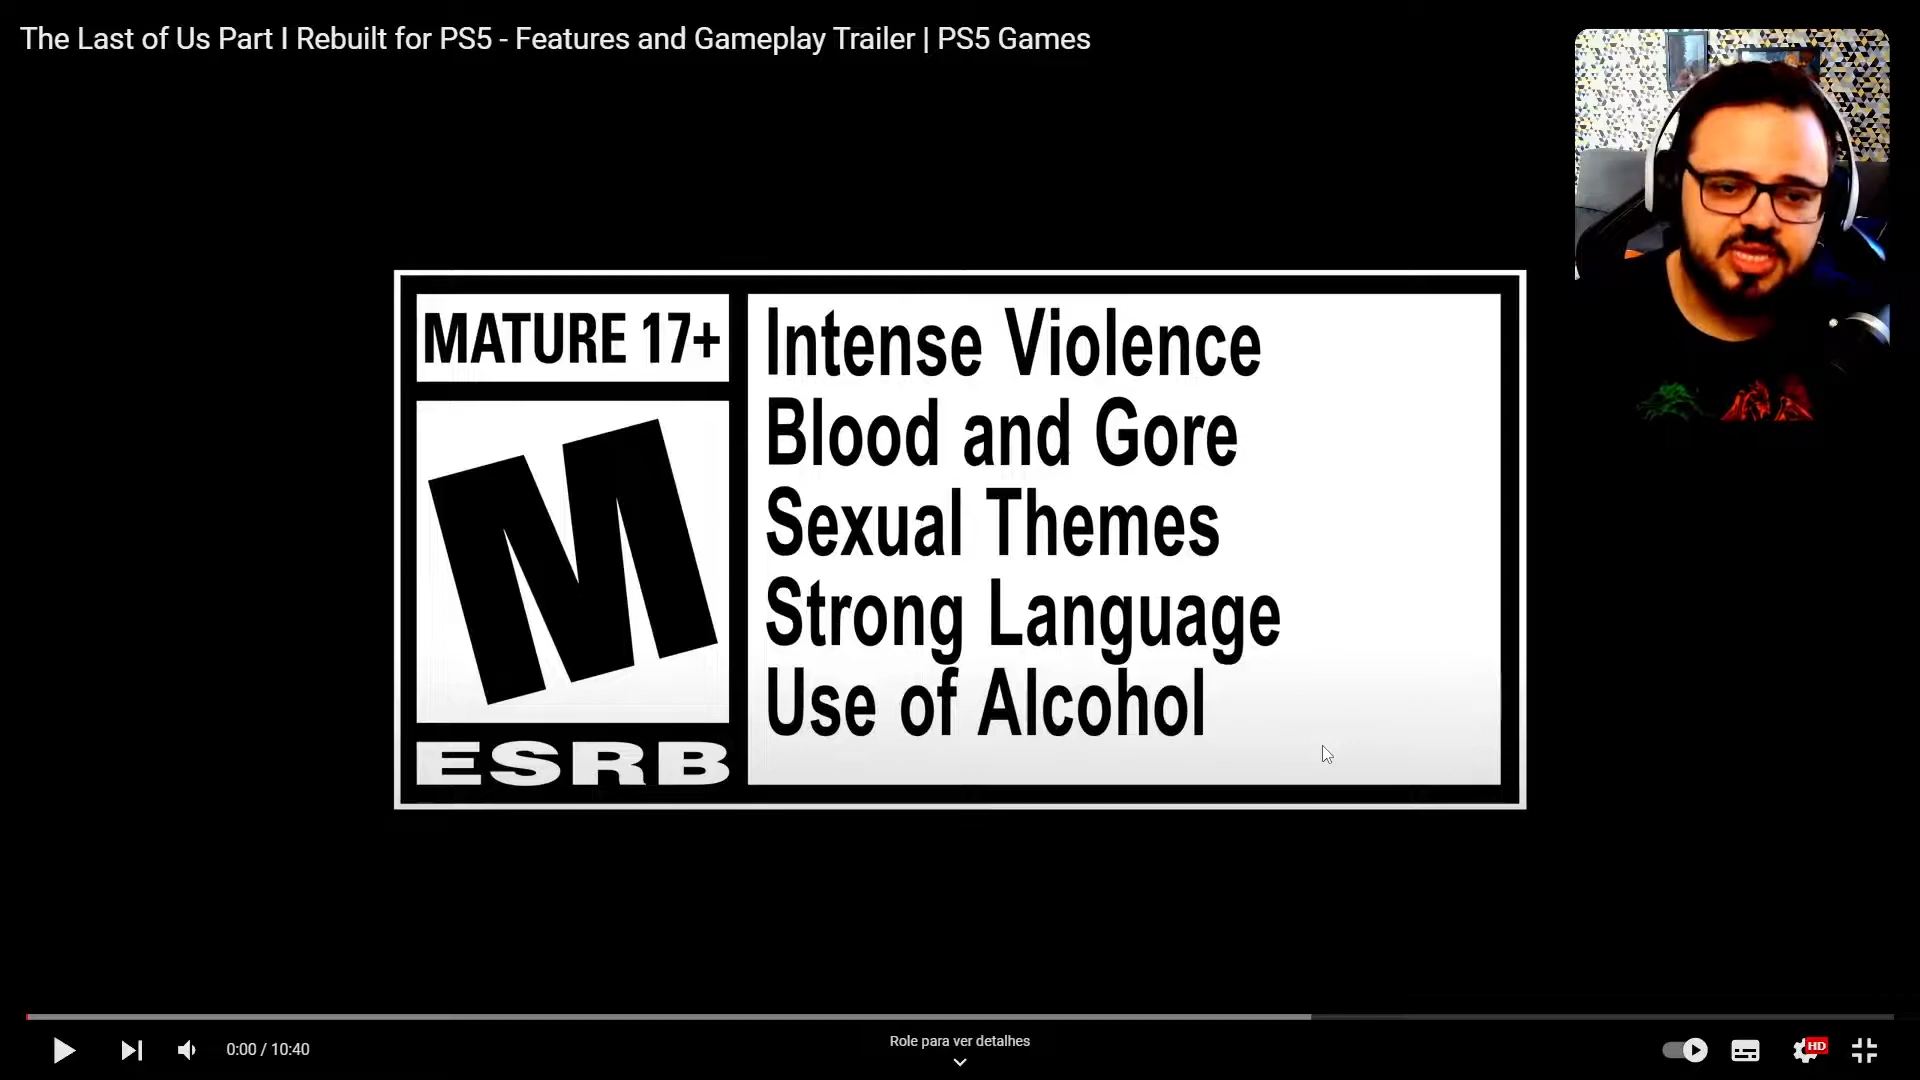 The Last of Us Part I Rebuilt for PS5 - Features and Gameplay Trailer | PS5 Games
MATURE 17+
M
ESRB
Intense Violence
Blood and Gore
Sexual Themes
Strong Language
Use of Alcohol
0:00 / 10:40
Role para ver detalhes
HD